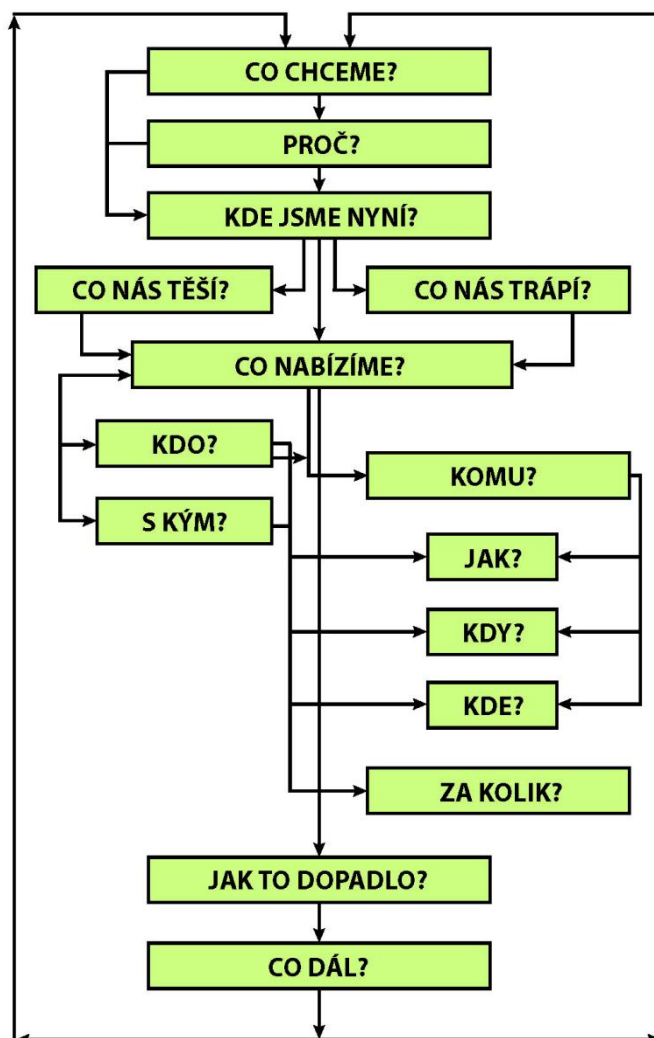 CO CHCEME?
PROČ?
KDE JSME NYNÍ?
CO NÁS TĚŠÍ?
CO NÁS TRÁPÍ?
CO NABÍZÍME?
KDO?
KOMU?
S KÝM?
JAK?
KDY?
KDE?
ZA KOLIK?
JAK TO DOPADLO?
CO DÁL?